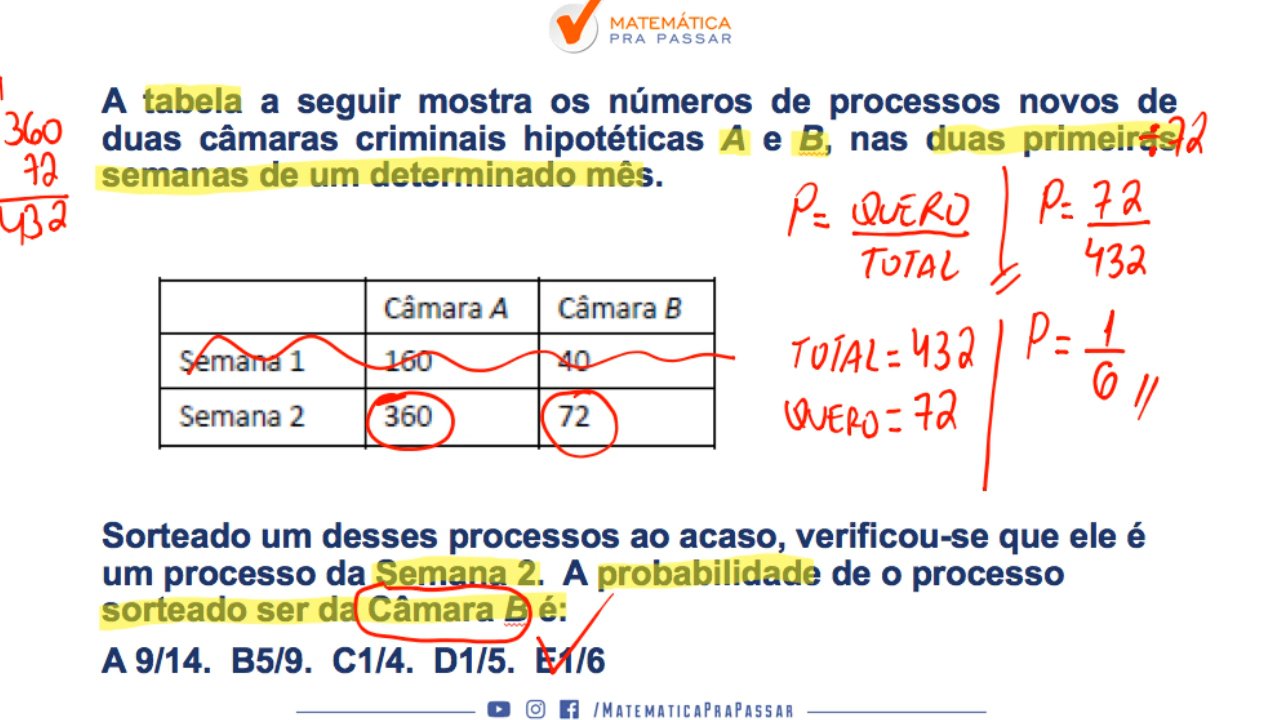 MATEMÁTICA
PRA PASSAR
A tabela a seguir mostra os números de processos novos de
duas câmaras criminais hipotéticas A e B, nas duas primeiras
semanas de um determinado mês.
1
360
72
432
÷72
P= QUERO
TOTAL
P= 72
432
TOTAL = 432
QUERO = 72
P= 1
6 //
Câmara A Câmara B
Semana 1 160 40
Semana 2 360 72
Sorteado um desses processos ao acaso, verificou-se que ele é
um processo da Semana 2. A probabilidade de o processo
sorteado ser da Câmara B é:
A 9/14. B5/9. C1/4. D1/5. E1/6
/MATEMATICAPRAPASSAR